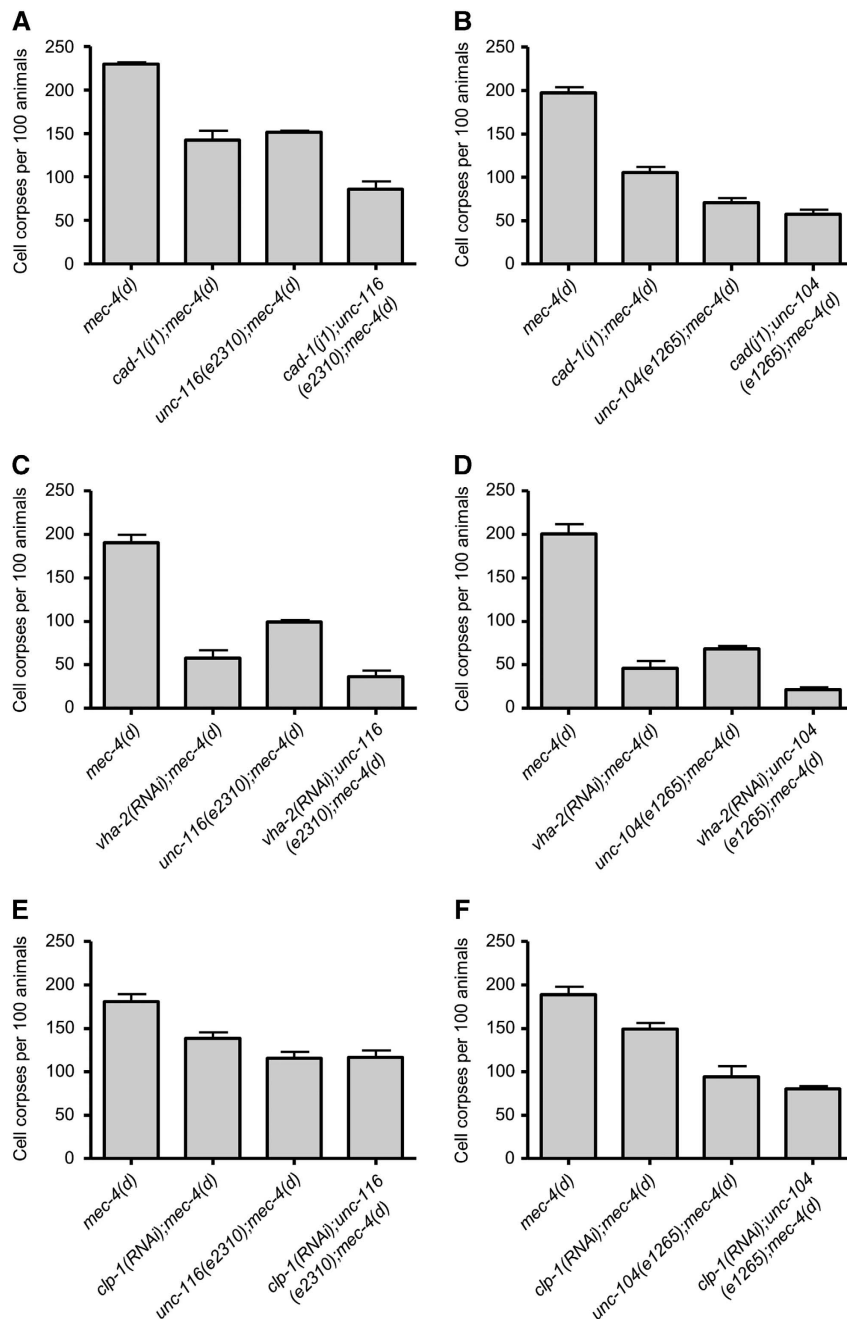 A
Cell corpses per 100 animals
250
200
150
100
50
0
mec-4(d)
cad-1(j1);mec-4(d)
unc-116(e2310);mec-4(d)
cad-1(j1);unc-116
(e2310);mec-4(d)
B
Cell corpses per 100 animals
250
200
150
100
50
0
mec-4(d)
cad-1(j1);mec-4(d)
unc-104(e1265);mec-4(d)
cad(j1);unc-104
(e1265);mec-4(d)
C
Cell corpses per 100 animals
250
200
150
100
50
0
mec-4(d)
vha-2(RNAi);mec-4(d)
unc-116(e2310);mec-4(d)
vha-2(RNAi);unc-116
(e2310);mec-4(d)
D
Cell corpses per 100 animals
250
200
150
100
50
0
mec-4(d)
vha-2(RNAi);mec-4(d)
unc-104(e1265);mec-4(d)
vha-2(RNAi);unc-104
(e1265);mec-4(d)
E
Cell corpses per 100 animals
250
200
150
100
50
0
mec-4(d)
clp-1(RNAi);mec-4(d)
unc-116(e2310);mec-4(d)
clp-1(RNAi);unc-116
(e2310);mec-4(d)
F
Cell corpses per 100 animals
250
200
150
100
50
0
mec-4(d)
clp-1(RNAi);mec-4(d)
unc-104(e1265);mec-4(d)
clp-1(RNAi);unc-104
(e1265);mec-4(d)